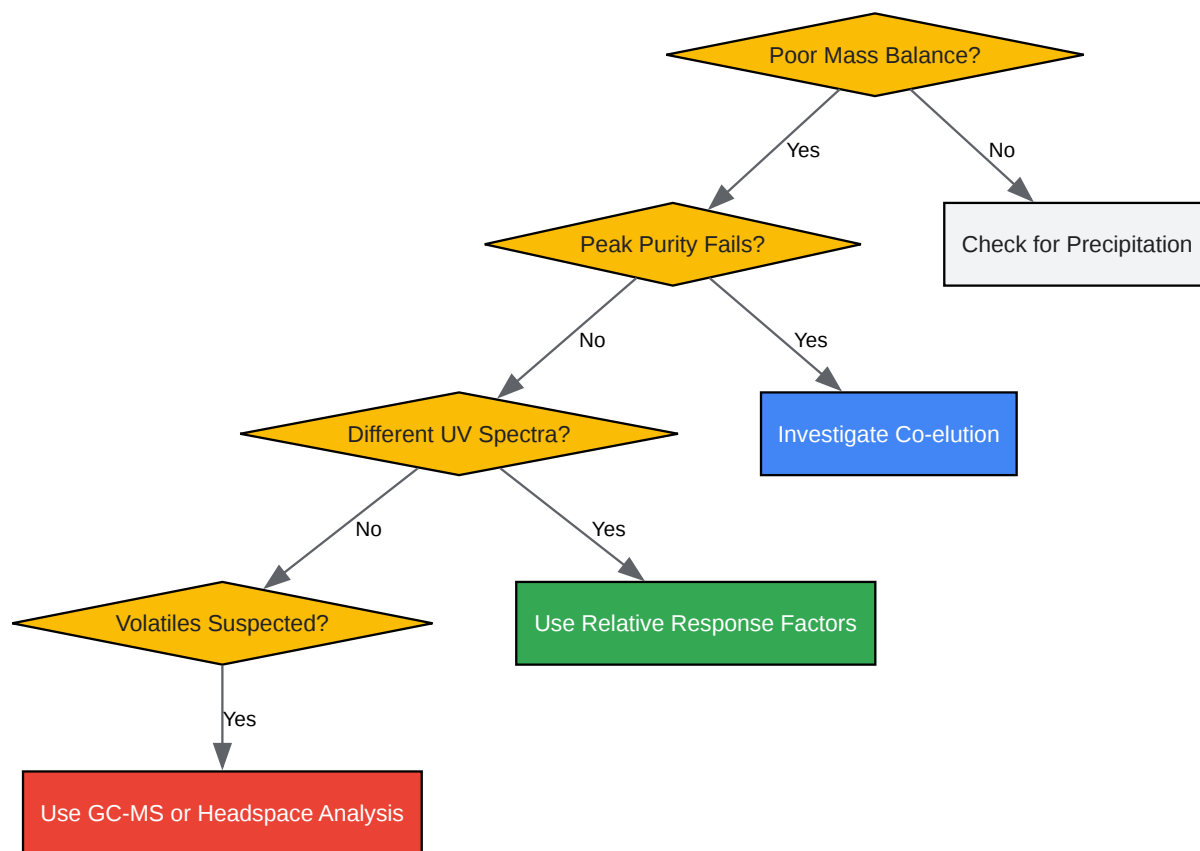 Poor Mass Balance?
Yes
No
Peak Purity Fails?
Check for Precipitation
No
Yes
Different UV Spectra?
Investigate Co-elution
No
Yes
Volatiles Suspected?
Use Relative Response Factors
Yes
Use GC-MS or Headspace Analysis